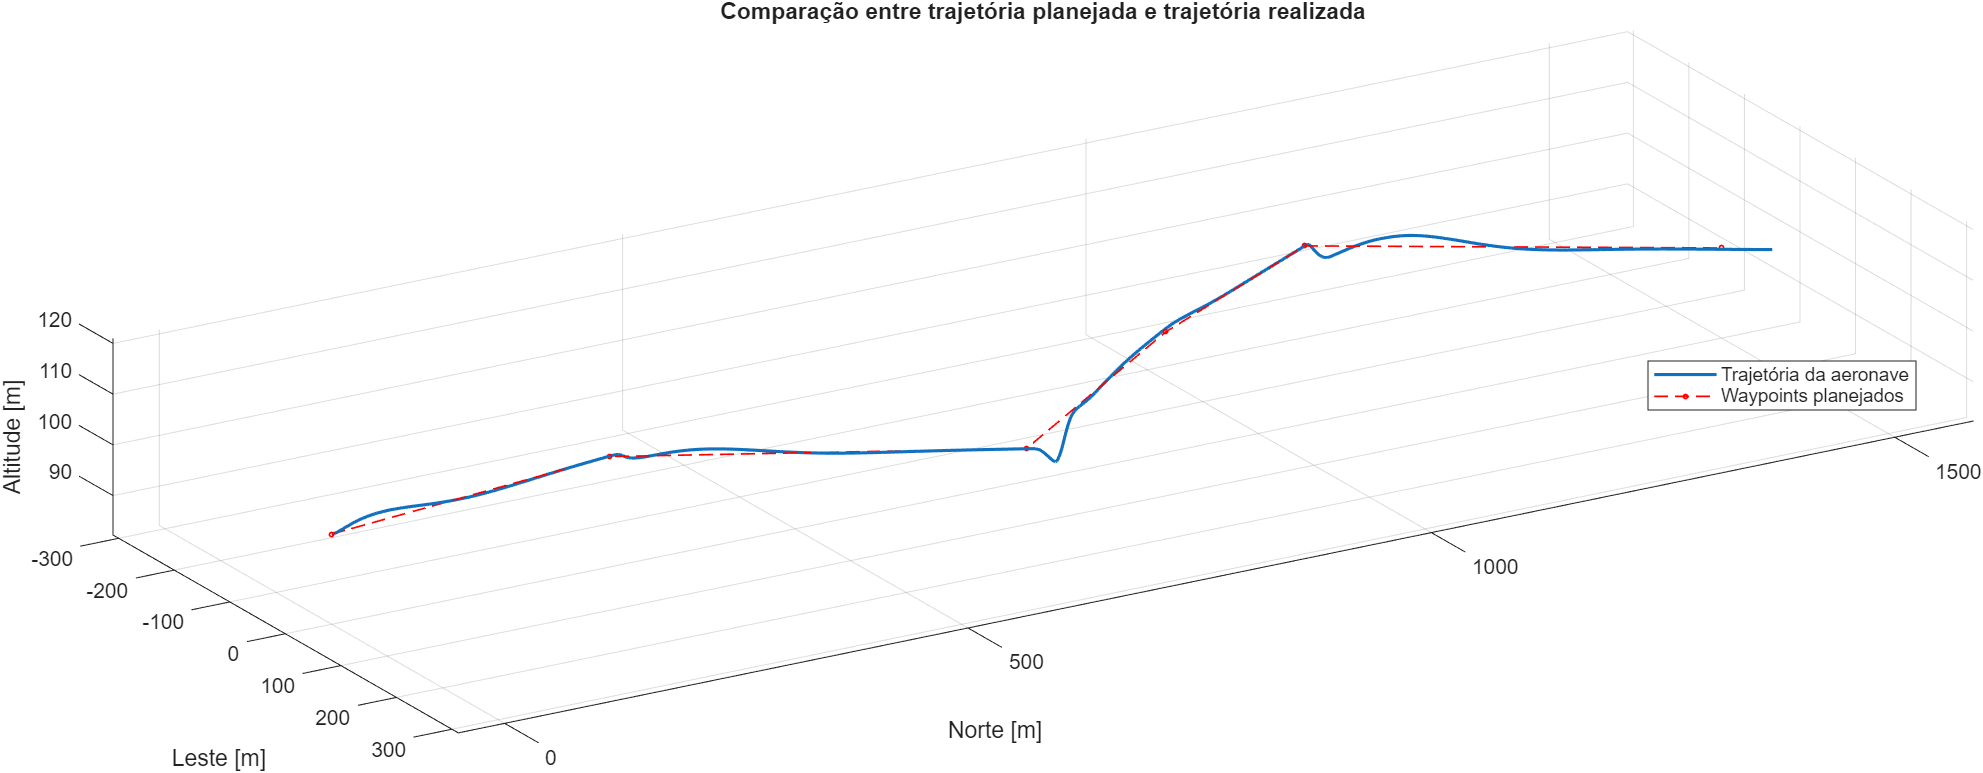 Comparação entre trajetória planejada e trajetória realizada
120
110
100
90
Altitude [m]
-300
-200
-100
0
100
200
300
Leste [m]
0
500
1000
1500
Norte [m]
Trajetória da aeronave
Waypoints planejados